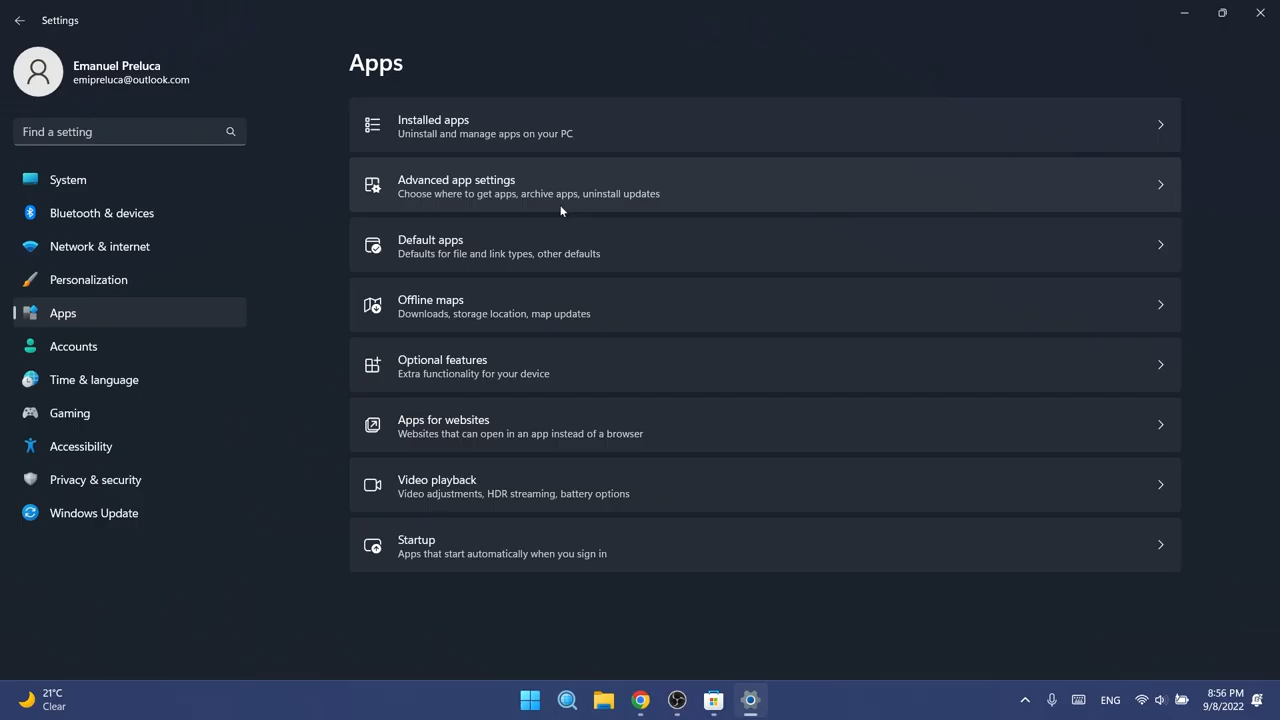 Settings
Emanuel Preluca
emipreluca@outlook.com
Find a setting
System
Bluetooth & devices
Network & internet
Personalization
Apps
Accounts
Time & language
Gaming
Accessibility
Privacy & security
Windows Update
Apps
Installed apps
Uninstall and manage apps on your PC
Advanced app settings
Choose where to get apps, archive apps, uninstall updates
Default apps
Defaults for file and link types, other defaults
Offline maps
Downloads, storage location, map updates
Optional features
Extra functionality for your device
Apps for websites
Websites that can open in an app instead of a browser
Video playback
Video adjustments, HDR streaming, battery options
Startup
Apps that start automatically when you sign in
21°C
Clear
ENG
8:56 PM
9/8/2022